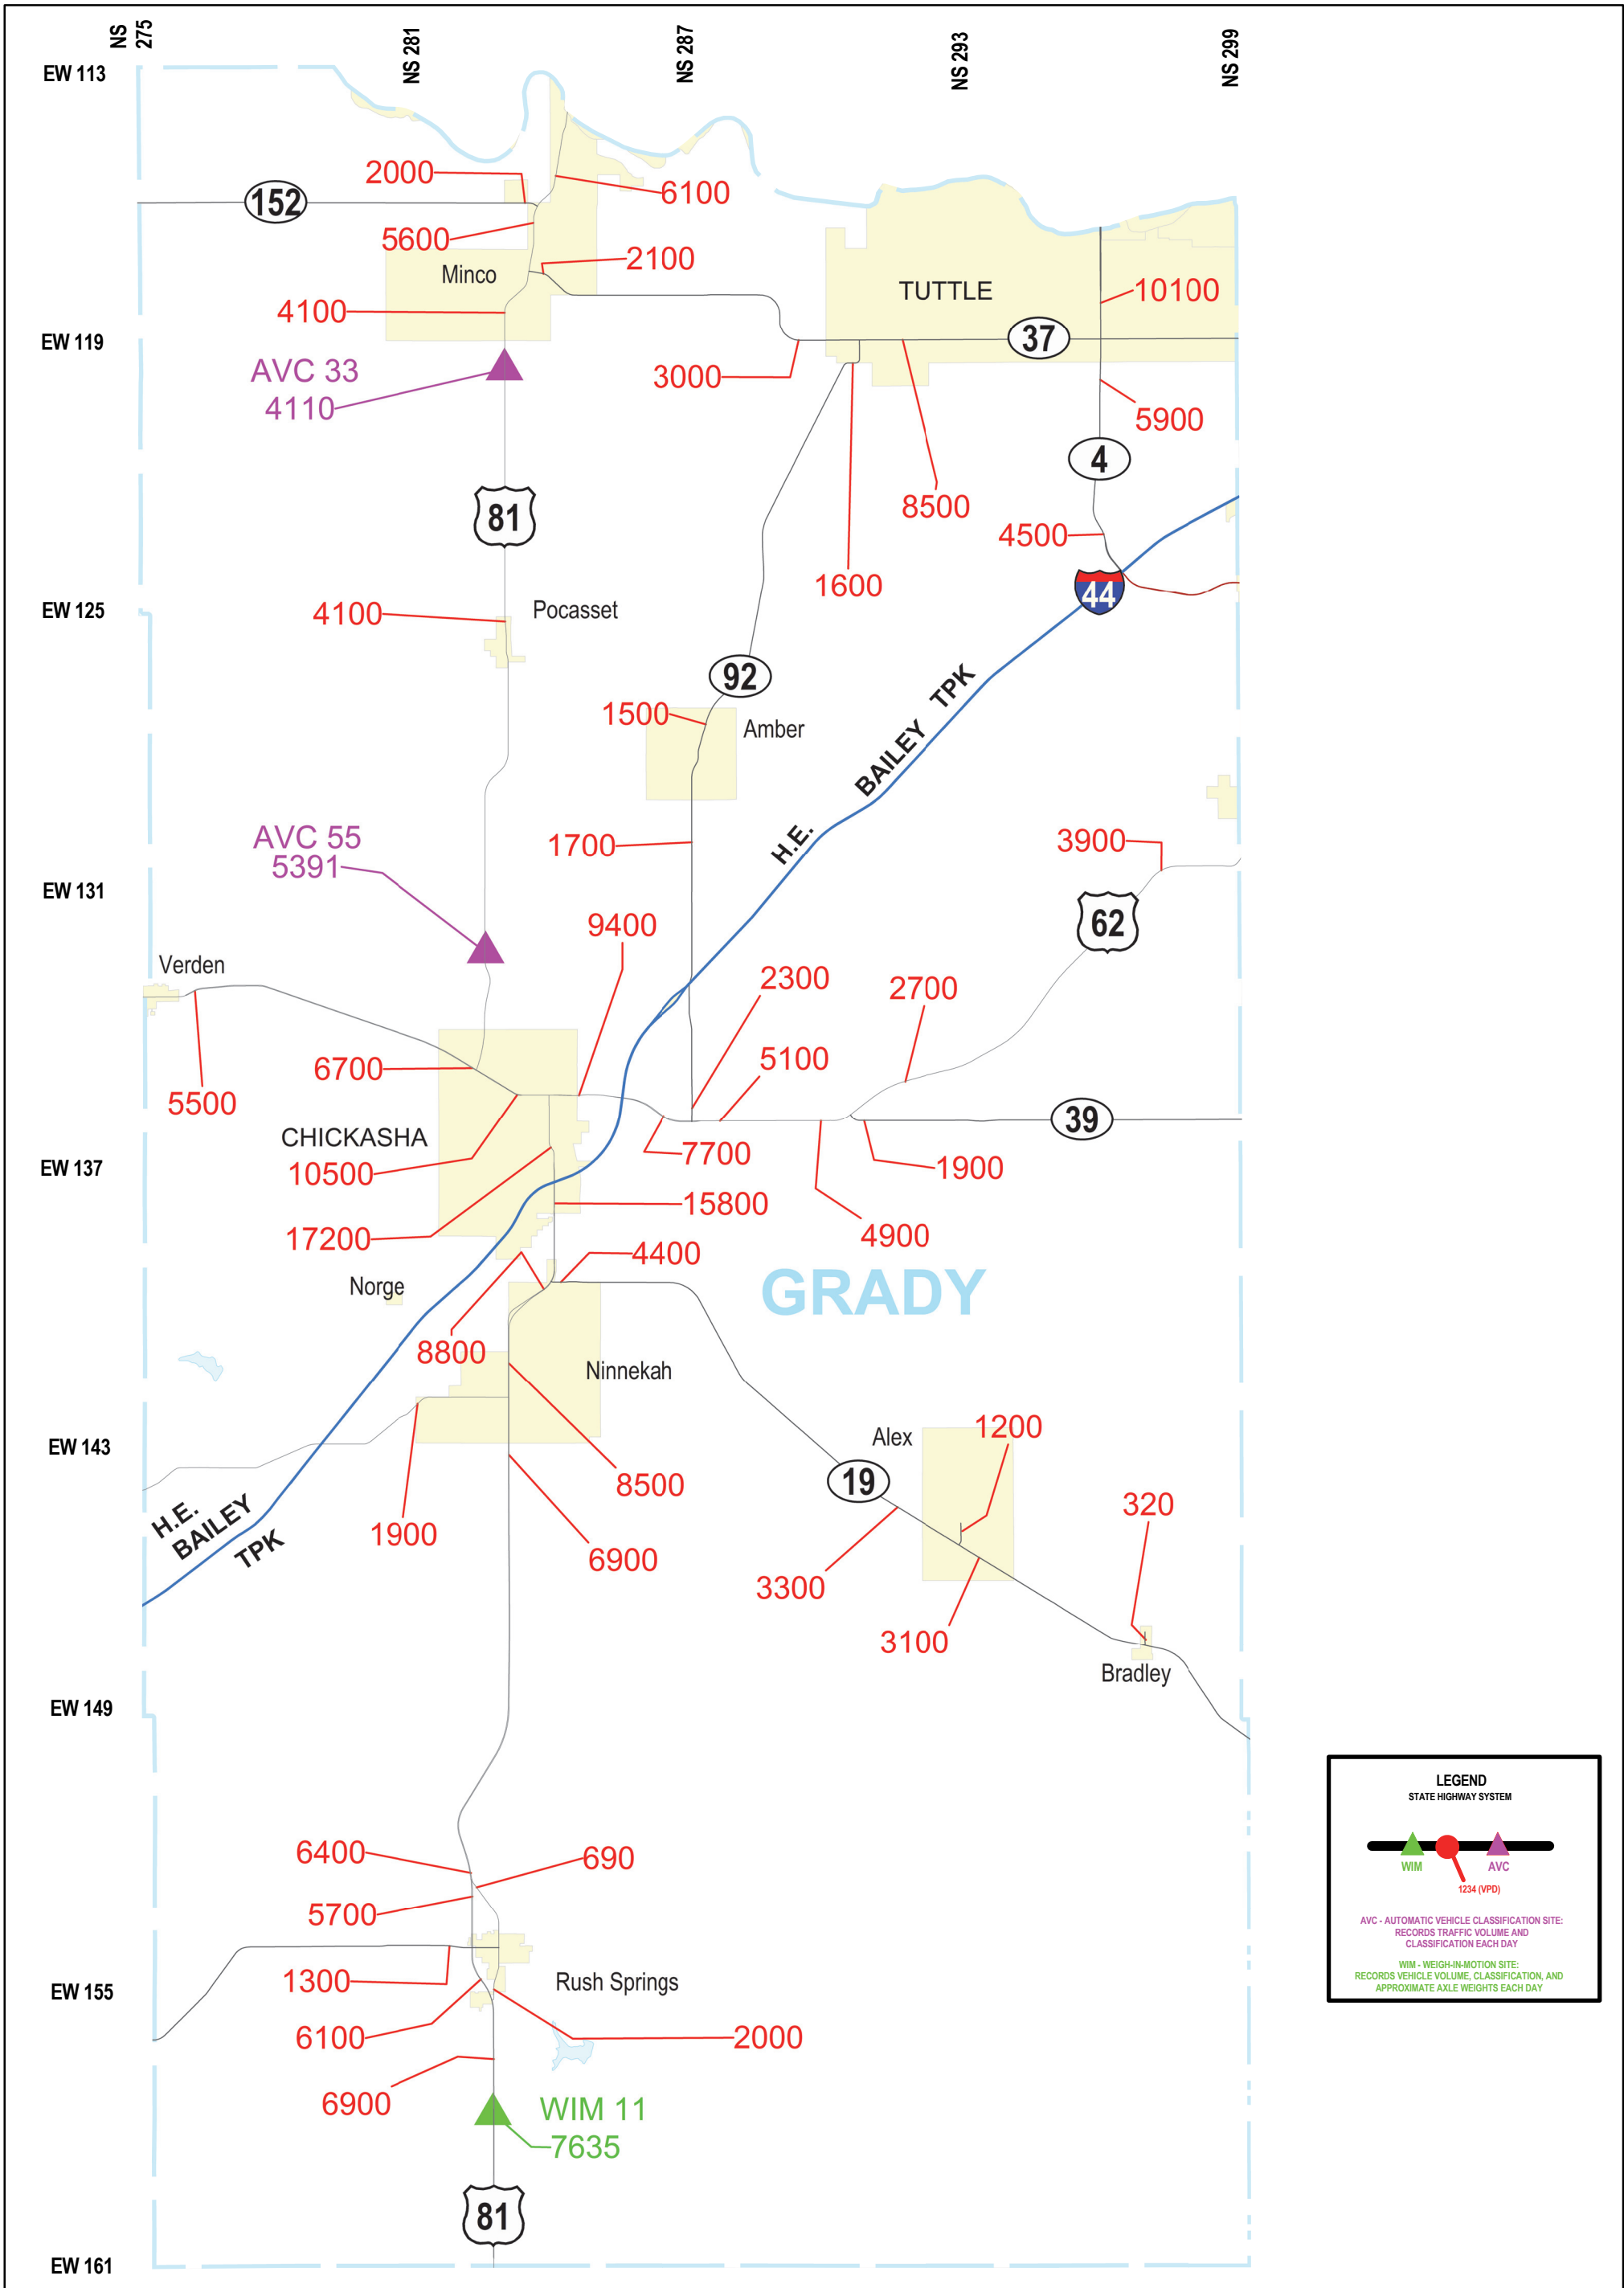 NS
275
NS 281
NS 287
NS 293
NS 299
EW 113
2000
152
6100
5600
2100
Minco
TUTTLE
10100
4100
EW 119
37
AVC 33
4110
3000
5900
4
81
8500
4500
1600
44
EW 125
4100
Pocasset
92
1500
Amber
H.E. BAILEY TPK
AVC 55
5391
1700
3900
EW 131
62
9400
Verden
2300
2700
5100
6700
5500
39
CHICKASHA
EW 137
10500
7700
1900
15800
17200
4900
4400
Norge
GRADY
8800
Ninnekah
EW 143
Alex
1200
19
8500
320
H.E.
BAILEY
TPK
1900
6900
3300
3100
Bradley
EW 149
6400
690
5700
1300
EW 155
Rush Springs
6100
2000
6900
WIM 11
7635
81
EW 161
LEGEND
STATE HIGHWAY SYSTEM
WIM
AVC
1234 (VPD)
AVC - AUTOMATIC VEHICLE CLASSIFICATION SITE:
RECORDS TRAFFIC VOLUME AND
CLASSIFICATION EACH DAY
WIM - WEIGH-IN-MOTION SITE:
RECORDS VEHICLE VOLUME, CLASSIFICATION, AND
APPROXIMATE AXLE WEIGHTS EACH DAY